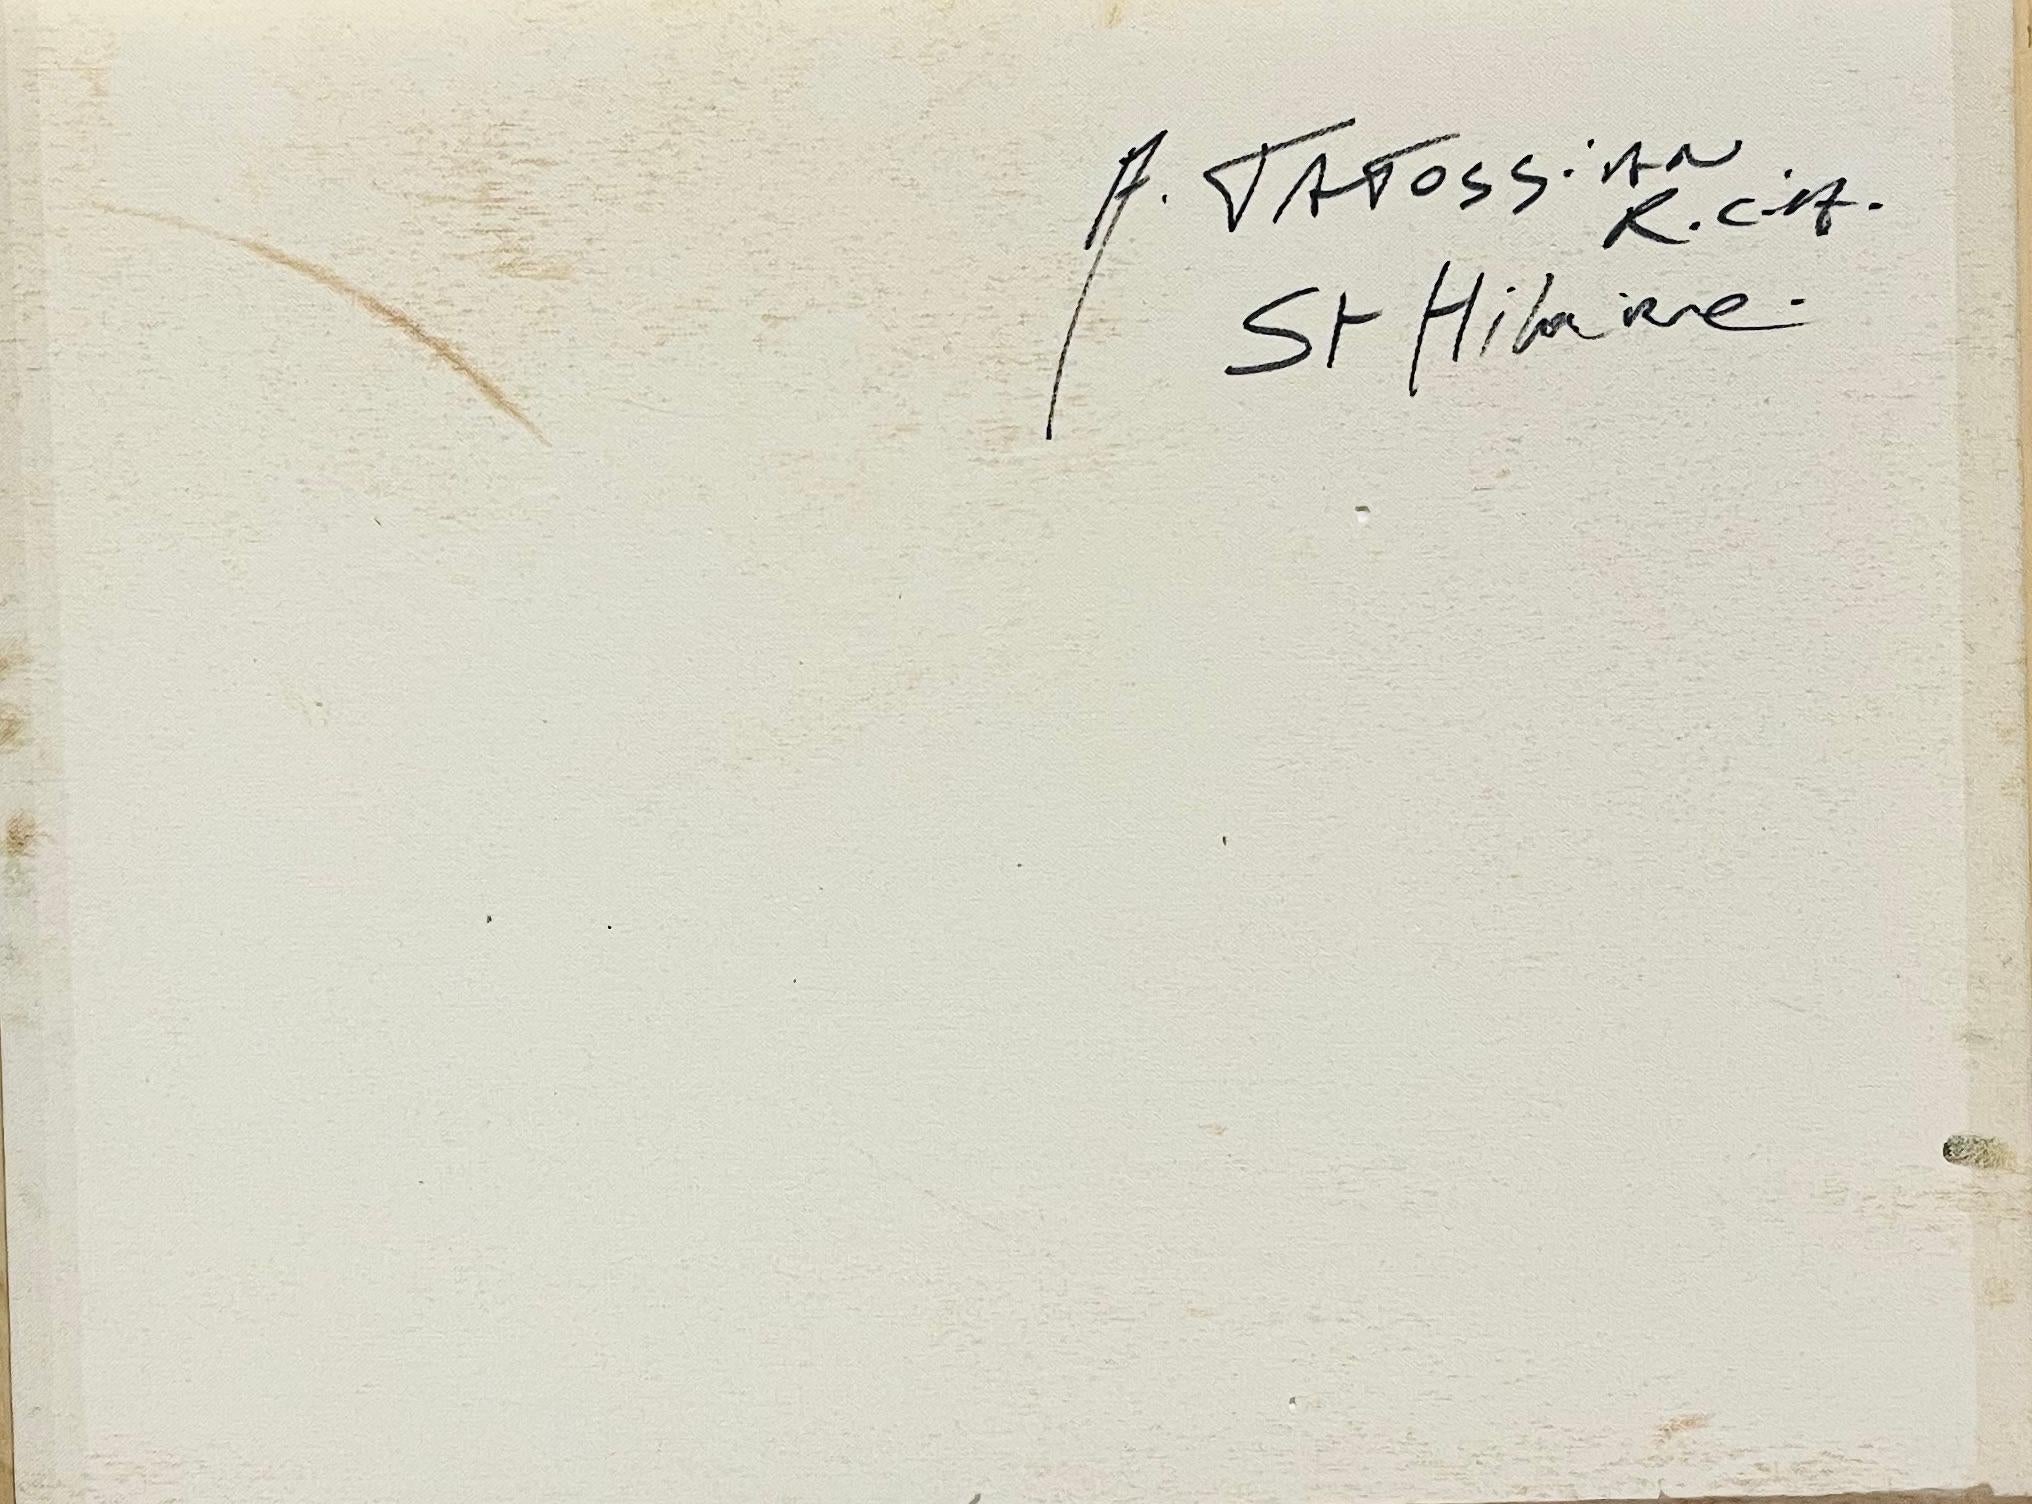 A. TATOSSiAN
R.C.A.
St Hilaire.